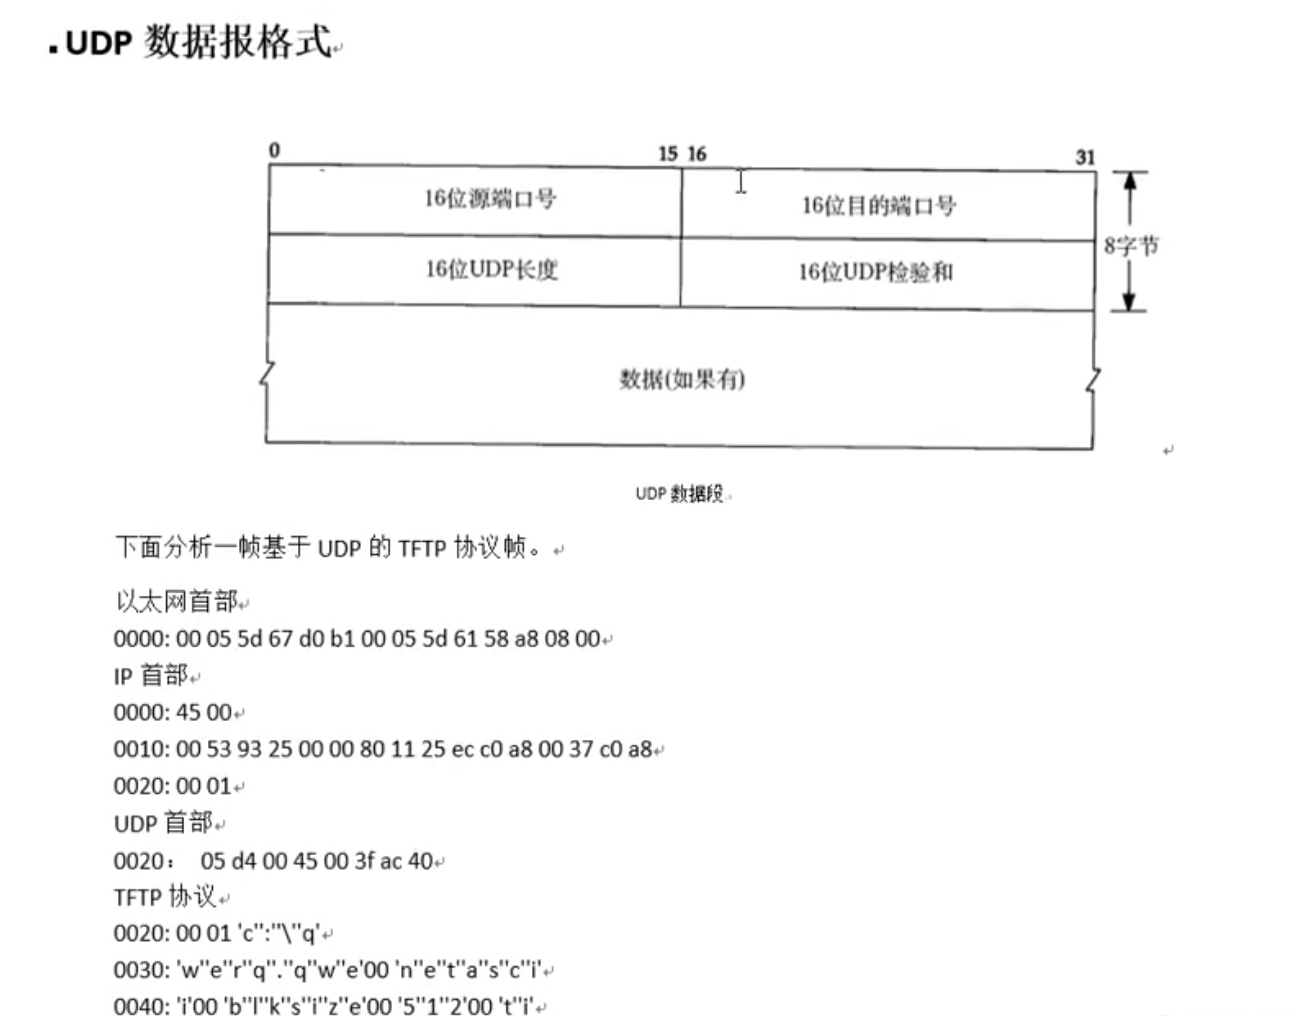 ▪UDP 数据报格式
0 15 16 31
16位源端口号 16位目的端口号
8字节
16位UDP长度 16位UDP检验和
数据(如果有)
UDP 数据段
下面分析一帧基于 UDP 的 TFTP 协议帧。
以太网首部
0000: 00 05 5d 67 d0 b1 00 05 5d 61 58 a8 08 00
IP 首部
0000: 45 00
0010: 00 53 93 25 00 00 80 11 25 ec c0 a8 00 37 c0 a8
0020: 00 01
UDP 首部
0020： 05 d4 00 45 00 3f ac 40
TFTP 协议
0020: 00 01 'c'':''\''q'
0030: 'w''e''r''q''.''q''w''e'00 'n''e''t''a''s''c''i'
0040: 'i'00 'b''l''k''s''i''z''e'00 '5''1''2'00 't''i'